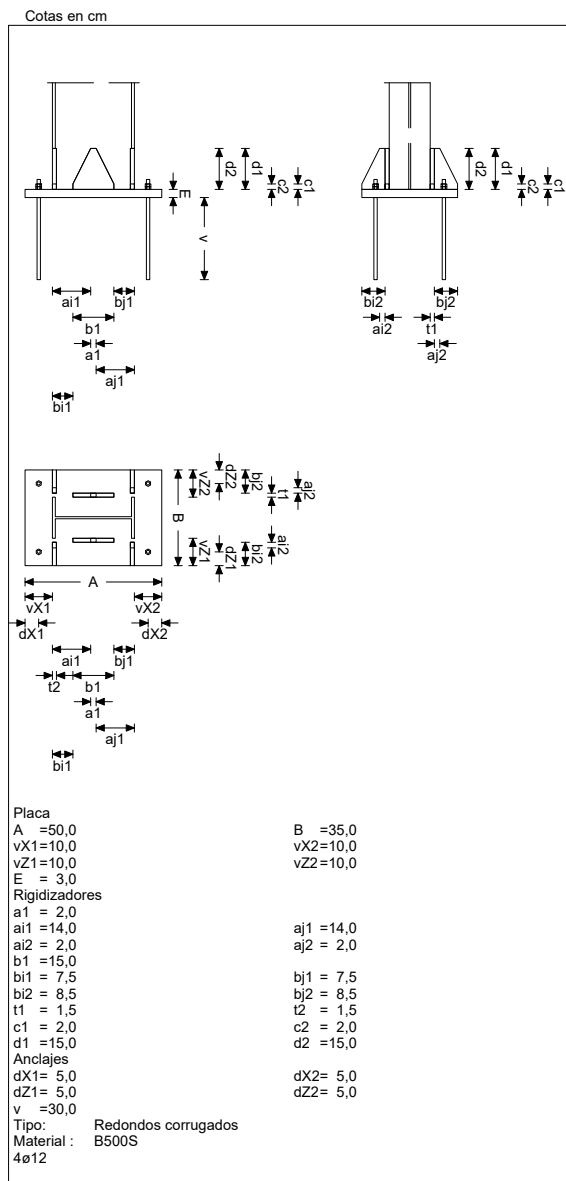 Cotas en cm
d2
d1
c2
c1
d2
d1
c2
c1
E
v
ai1
bj1
b1
a1
aj1
bi1
bi2
bj2
ai2
t1
aj2
vZ2
dZ2
bj2
t1
aj2
B
vZ1
dZ1
bi2
ai2
A
vX1
vX2
dX1
dX2
ai1
bj1
t2
b1
a1
aj1
bi1
Placa
A =50,0 B =35,0
vX1=10,0 vX2=10,0
vZ1=10,0 vZ2=10,0
E = 3,0
Rigidizadores
a1 = 2,0
ai1 =14,0 aj1 =14,0
ai2 = 2,0 aj2 = 2,0
b1 =15,0
bi1 = 7,5 bj1 = 7,5
bi2 = 8,5 bj2 = 8,5
t1 = 1,5 t2 = 1,5
c1 = 2,0 c2 = 2,0
d1 =15,0 d2 =15,0
Anclajes
dX1= 5,0 dX2= 5,0
dZ1= 5,0 dZ2= 5,0
v =30,0
Tipo: Redondos corrugados
Material : B500S
4ø12